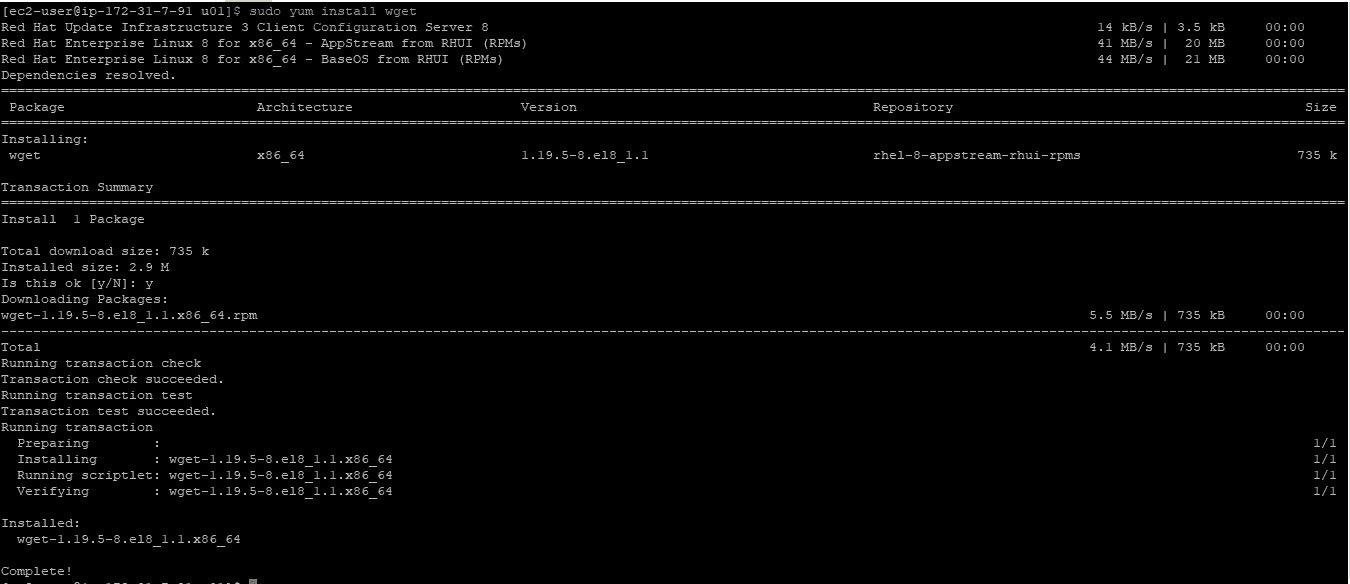 [ec2-user@ip-172-31-7-91 u01]$ sudo yum install wget
Red Hat Update Infrastructure 3 Client Configuration Server 8 14 kB/s | 3.5 kB 00:00
Red Hat Enterprise Linux 8 for x86_64 - AppStream from RHUI (RPMs) 41 MB/s | 20 MB 00:00
Red Hat Enterprise Linux 8 for x86_64 - BaseOS from RHUI (RPMs) 44 MB/s | 21 MB 00:00
Dependencies resolved.
Package Architecture Version Repository Size
Installing:
wget x86_64 1.19.5-8.el8_1.1 rhel-8-appstream-rhui-rpms 735 k
Transaction Summary
Install 1 Package
Total download size: 735 k
Installed size: 2.9 M
Is this ok [y/N]: y
Downloading Packages:
wget-1.19.5-8.el8_1.1.x86_64.rpm 5.5 MB/s | 735 kB 00:00
Total 4.1 MB/s | 735 kB 00:00
Running transaction check
Transaction check succeeded.
Running transaction test
Transaction test succeeded.
Running transaction
Preparing : 1/1
Installing : wget-1.19.5-8.el8_1.1.x86_64 1/1
Running scriptlet: wget-1.19.5-8.el8_1.1.x86_64 1/1
Verifying : wget-1.19.5-8.el8_1.1.x86_64 1/1
Installed:
wget-1.19.5-8.el8_1.1.x86_64
Complete!